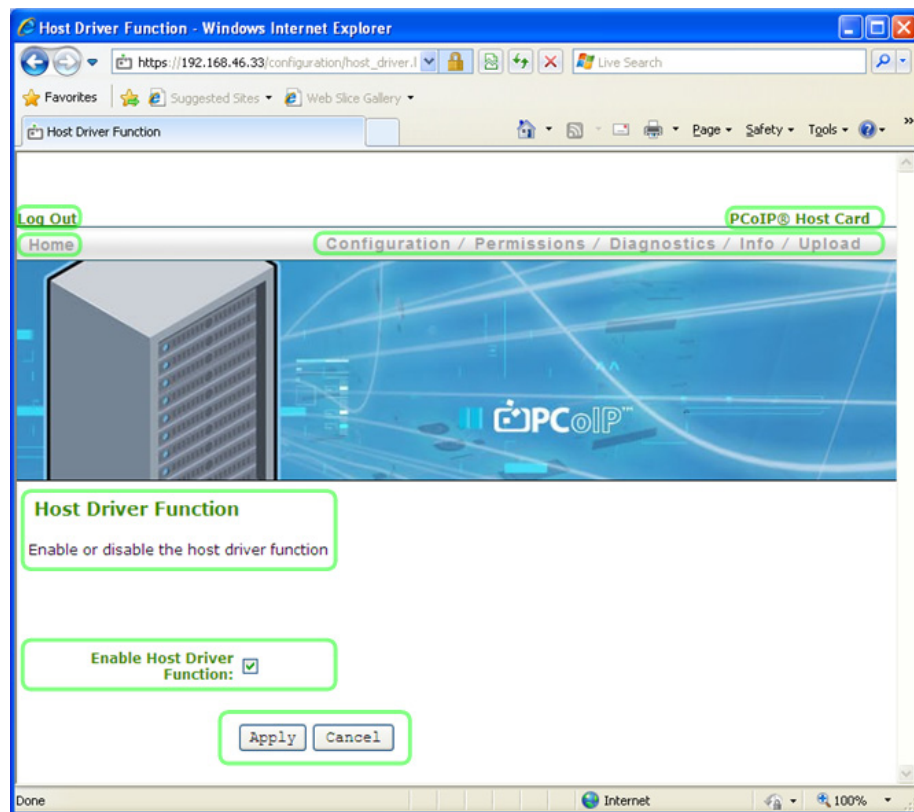 Host Driver Function - Windows Internet Explorer
https://192.168.46.33/configuration/host_driver.l
Live Search
Favorites Suggested Sites Web Slice Gallery
Host Driver Function Page Safety Tools »
Log Out PCoIP® Host Card
Home Configuration / Permissions / Diagnostics / Info / Upload
PCoIP™
Host Driver Function
Enable or disable the host driver function
Enable Host Driver
Function:
Apply Cancel
Done Internet 100%